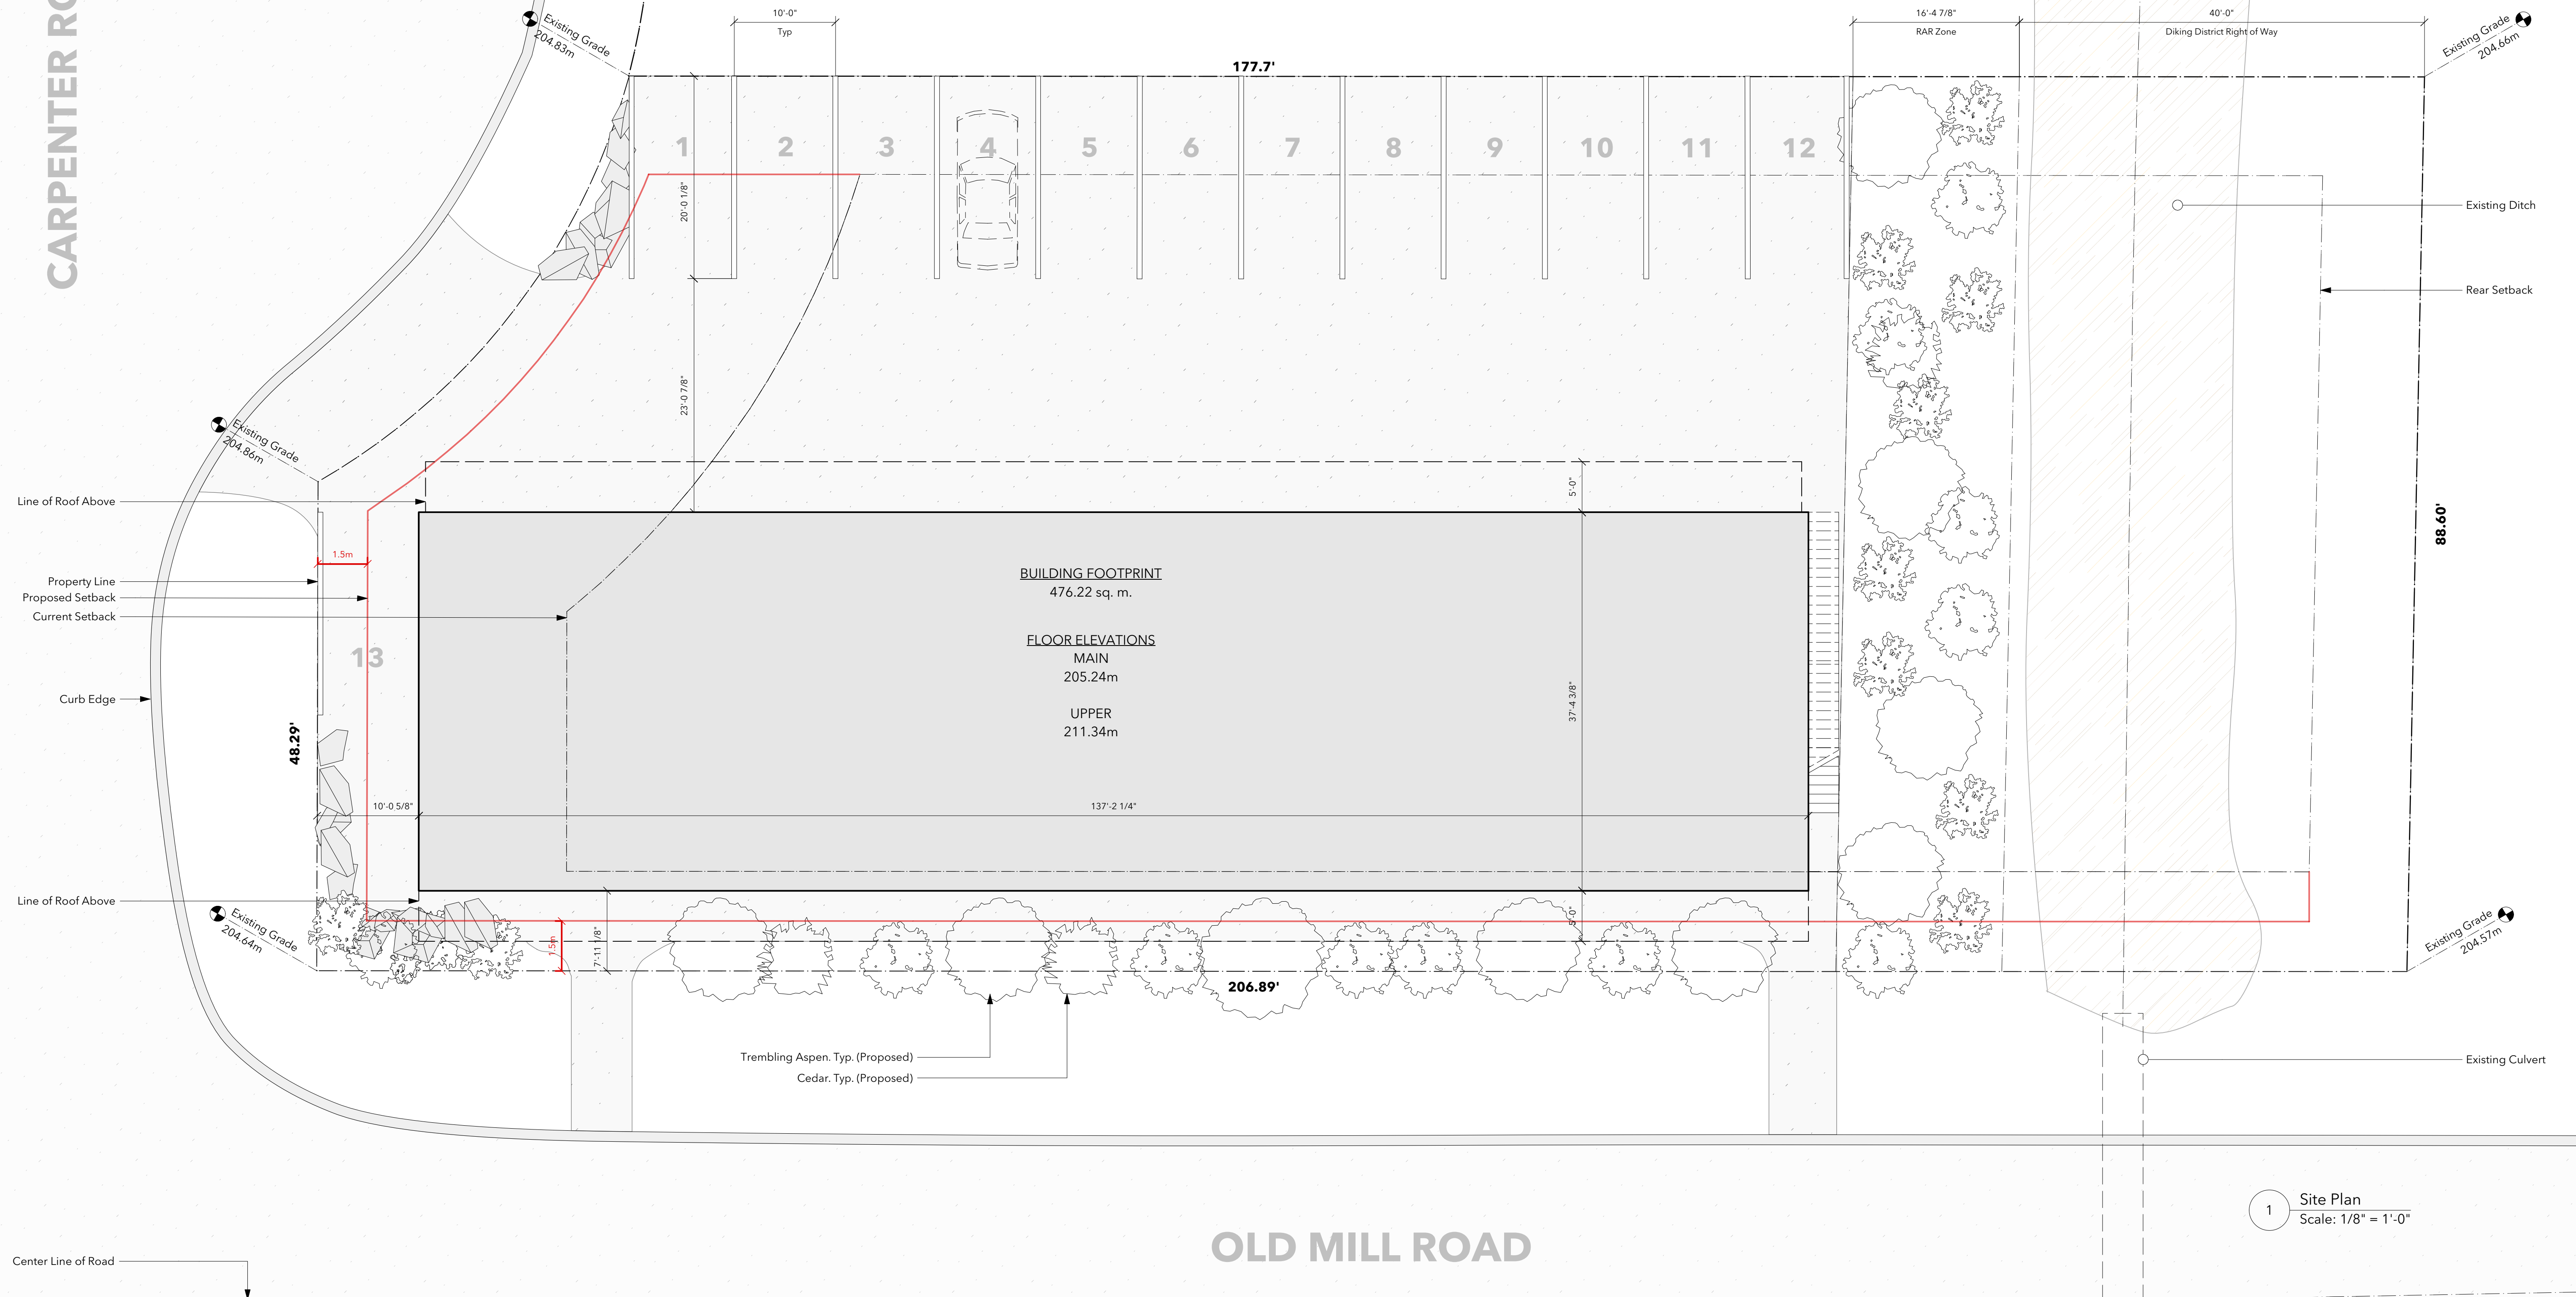 CARPENTER RO
Existing Grade
204.83m
10'-0"
Typ
16'-4 7/8"
RAR Zone
40'-0"
Diking District Right of Way
Existing Grade
204.66m
177.7'
1
2
3
4
5
6
7
8
9
10
11
12
20'-0 1/8"
Existing Ditch
Rear Setback
23'-0 7/8"
Existing Grade
204.86m
Line of Roof Above
5'-0"
88.60'
1.5m
Property Line
Proposed Setback
Current Setback
BUILDING FOOTPRINT
476.22 sq. m.
FLOOR ELEVATIONS
MAIN
205.24m
UPPER
211.34m
13
Curb Edge
48.29'
37'-4 3/8"
10'-0 5/8"
137'-2 1/4"
Line of Roof Above
Existing Grade
204.64m
1.5m
7'-11 1/8"
5'-0"
Existing Grade
204.57m
206.89'
Trembling Aspen. Typ. (Proposed)
Cedar. Typ. (Proposed)
Existing Culvert
1
Site Plan
Scale: 1/8" = 1'-0"
OLD MILL ROAD
Center Line of Road